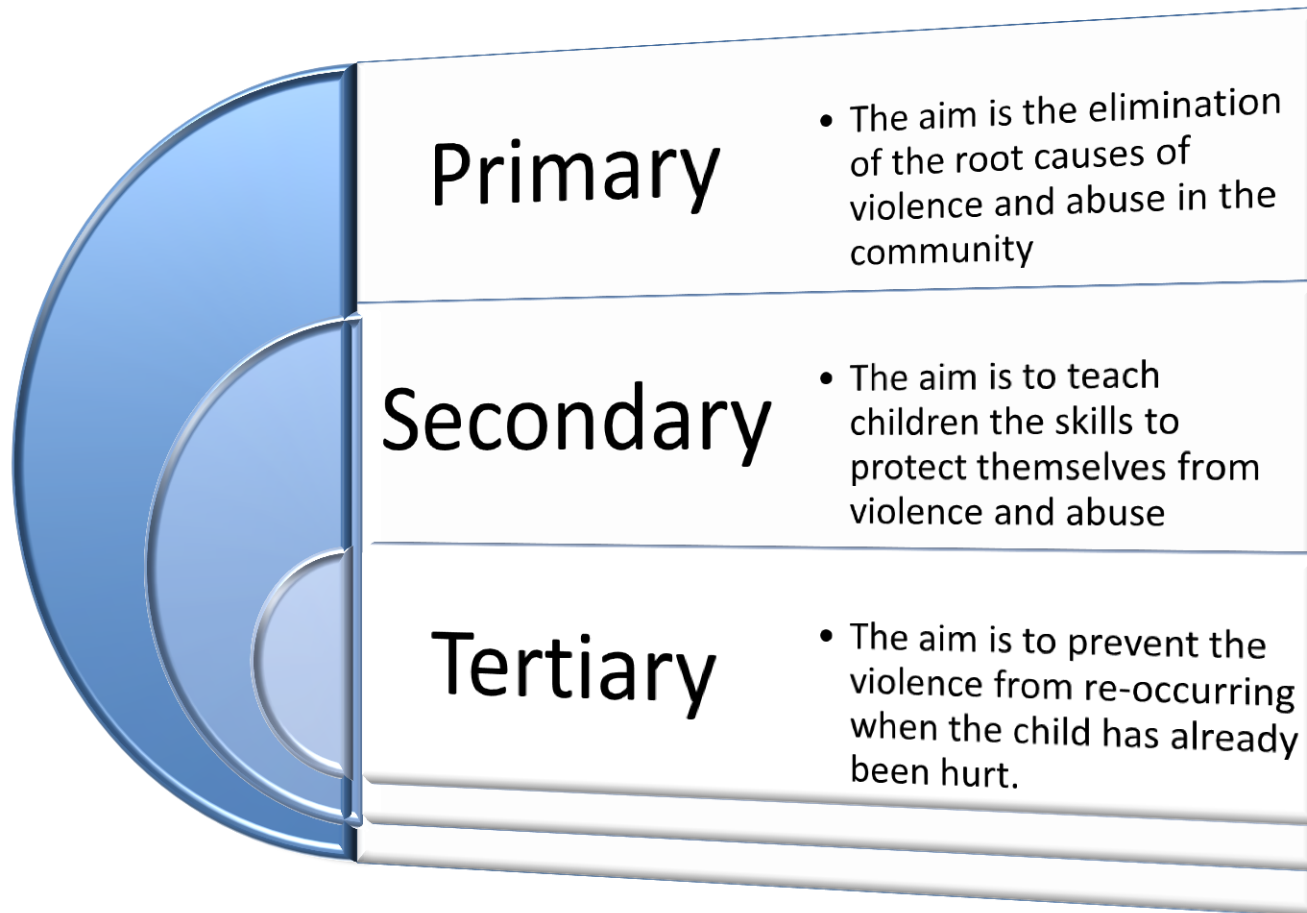 Primary
• The aim is the elimination
of the root causes of
violence and abuse in the
community
Secondary
• The aim is to teach
children the skills to
protect themselves from
violence and abuse
Tertiary
• The aim is to prevent the
violence from re-occurring
when the child has already
been hurt.